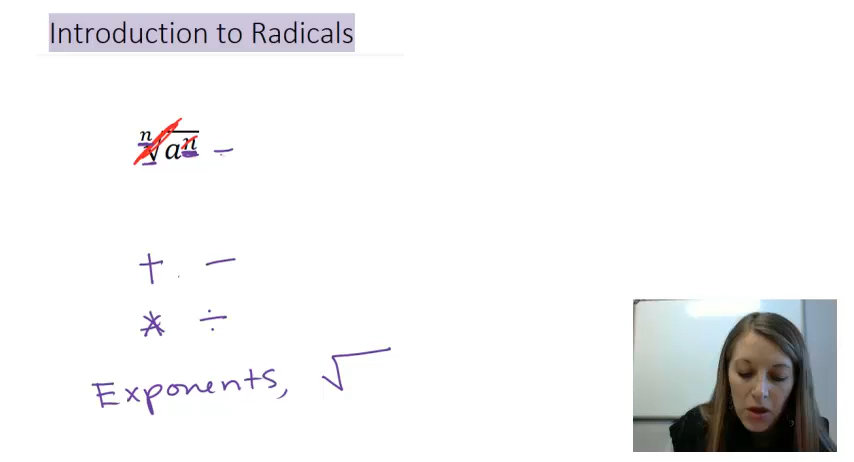 Introduction to Radicals
ⁿ√aⁿ –
+ –
* ÷
Exponents, √